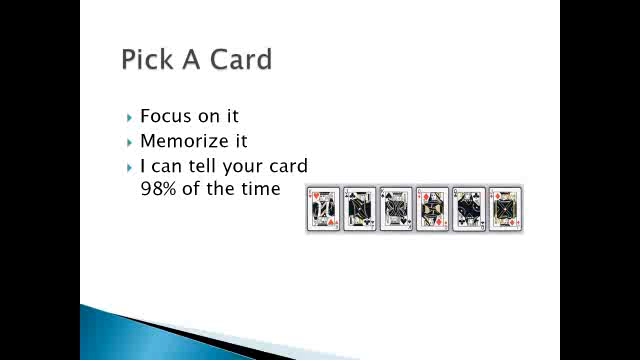 Pick A Card
Focus on it
Memorize it
I can tell your card
98% of the time